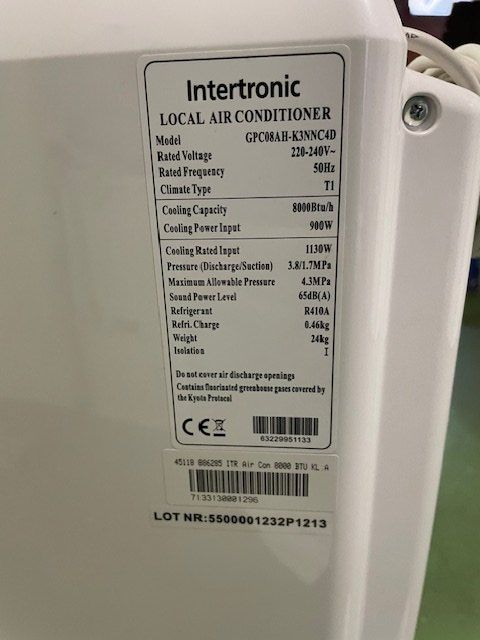 Intertronic
LOCAL AIR CONDITIONER
Model GPC08AH-K3NNC4D
Rated Voltage 220-240V~
Rated Frequency 50Hz
Climate Type T1
Cooling Capacity 8000Btu/h
Cooling Power Input 900W
Cooling Rated Input 1130W
Pressure (Discharge/Suction) 3.8/1.7MPa
Maximum Allowable Pressure 4.3MPa
Sound Power Level 65dB(A)
Refrigerant R410A
Refri. Charge 0.46kg
Weight 24kg
Isolation I
Do not cover air discharge openings
Contains fluorinated greenhouse gases covered by
the Kyoto Protocol
CE
63229951133
45118 886285 ITR Air Con 8000 BTU KL.A
7133130001296
LOT NR:5500001232P1213